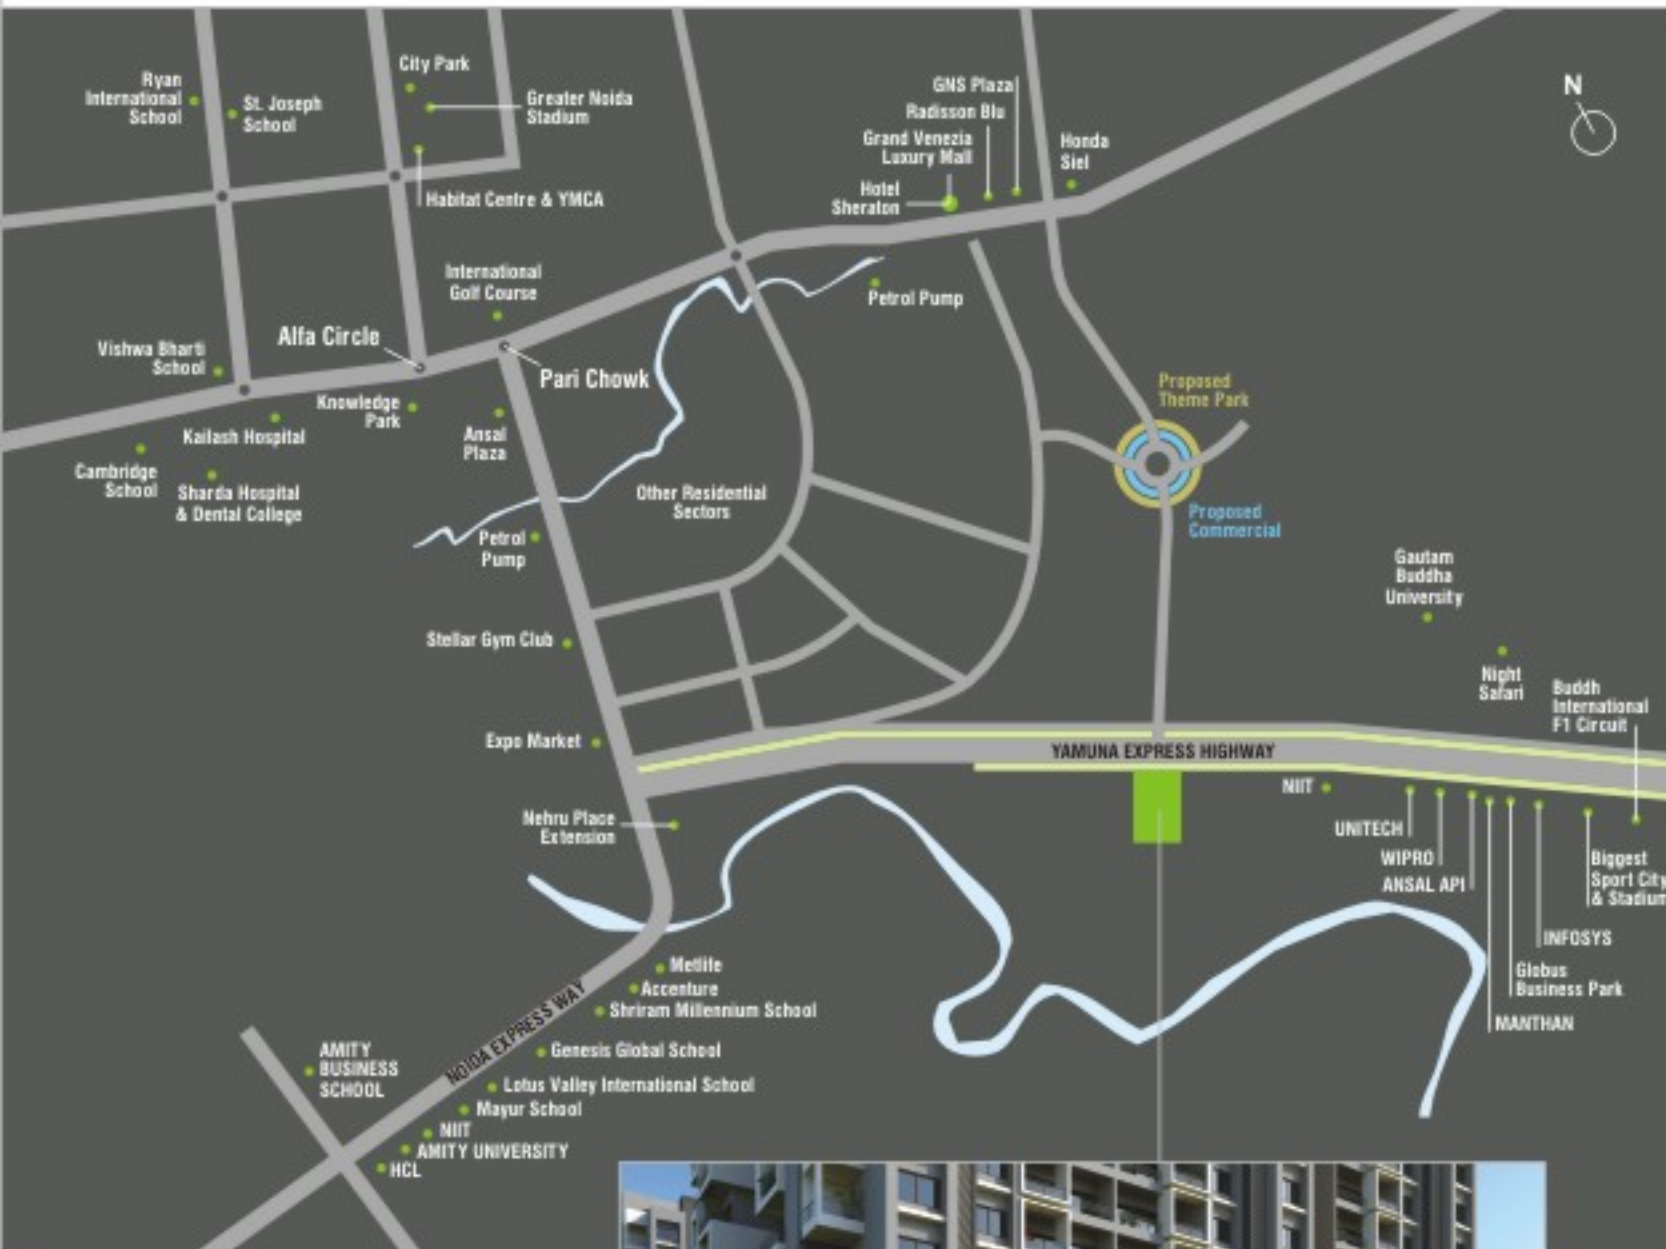 City Park
Ryan
International
School
St. Joseph
School
Greater Noida
Stadium
Habitat Centre & YMCA
GNS Plaza
Radisson Blu
Grand Venezia
Luxury Mall
Hotel
Sheraton
Honda
Siel
N
International
Golf Course
Petrol Pump
Alfa Circle
Pari Chowk
Vishwa Bharti
School
Knowledge
Park
Kailash Hospital
Ansal
Plaza
Cambridge
School
Sharda Hospital
& Dental College
Proposed
Theme Park
Proposed
Commercial
Other Residential
Sectors
Petrol
Pump
Gautam
Buddha
University
Stellar Gym Club
Night
Safari
Buddh
International
F1 Circuit
Expo Market
YAMUNA EXPRESS HIGHWAY
NIIT
Nehru Place
Extension
UNITECH
WIPRO
ANSAL API
Biggest
Sport City
& Stadium
INFOSYS
Globus
Business Park
MANTHAN
Metlife
Accenture
Shriram Millennium School
NOIDA EXPRESS WAY
Genesis Global School
AMITY
BUSINESS
SCHOOL
Lotus Valley International School
Mayur School
NIIT
AMITY UNIVERSITY
HCL